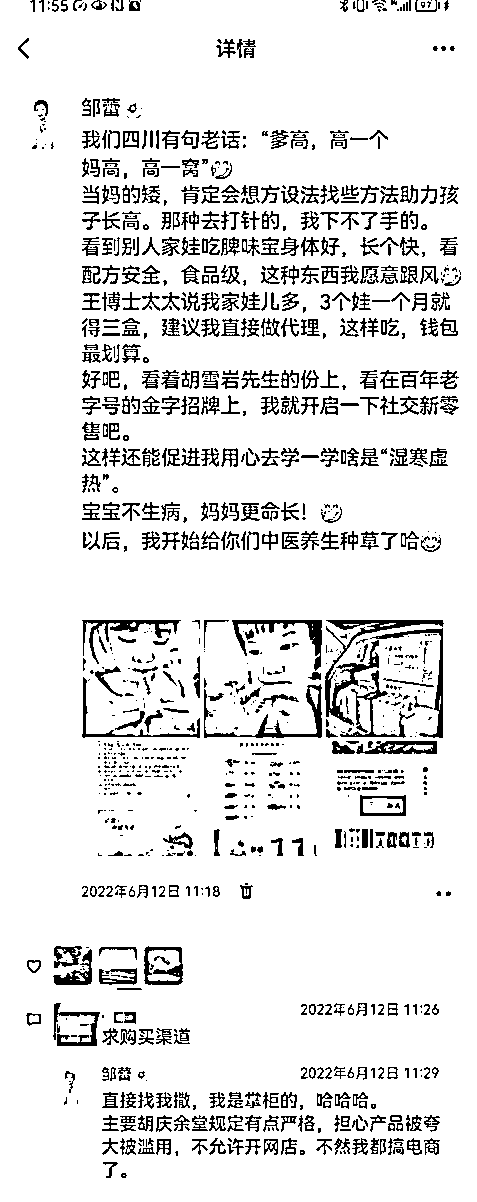 11:55
详情
邹蕾
我们四川有句老话：“爹高，高一个
妈高，高一窝”
当妈的矮，肯定会想方设法找些方法助力孩
子长高。那种去打针的，我下不了手的。
看到别人家娃吃脾味宝身体好，长个快，看
配方安全，食品级，这种东西我愿意跟风
王博士太太说我家娃儿多，3个娃一个月就
得三盒，建议我直接做代理，这样吃，钱包
最划算。
好吧，看着胡雪岩先生的份上，看在百年老
字号的金字招牌上，我就开启一下社交新零
售吧。
这样还能促进我用心去学一学啥是“湿寒虚
热”。
宝宝不生病，妈妈更命长！
以后，我开始给你们中医养生种草了哈
2022年6月12日 11:18
2022年6月12日 11:26
求购买渠道
邹蕾
2022年6月12日 11:29
直接找我撒，我是掌柜的，哈哈哈。
主要胡庆余堂规定有点严格，担心产品被夸
大被滥用，不允许开网店。不然我都搞电商
了。